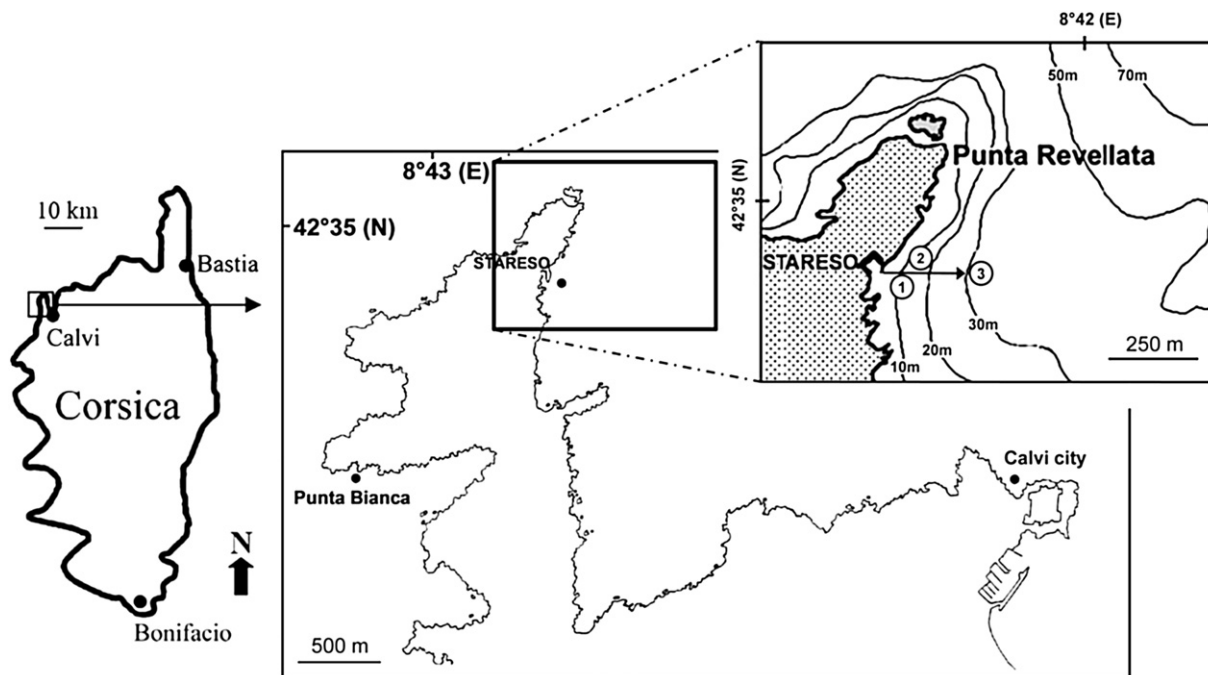 10 km
Bastia
Calvi
Corsica
N
Bonifacio
8°43 (E)
42°35 (N)
STARESO
Punta Bianca
Calvi city
500 m
8°42 (E)
50m
70m
Punta Revellata
42°35 (N)
STARESO
2
1
3
30m
20m
10m
250 m